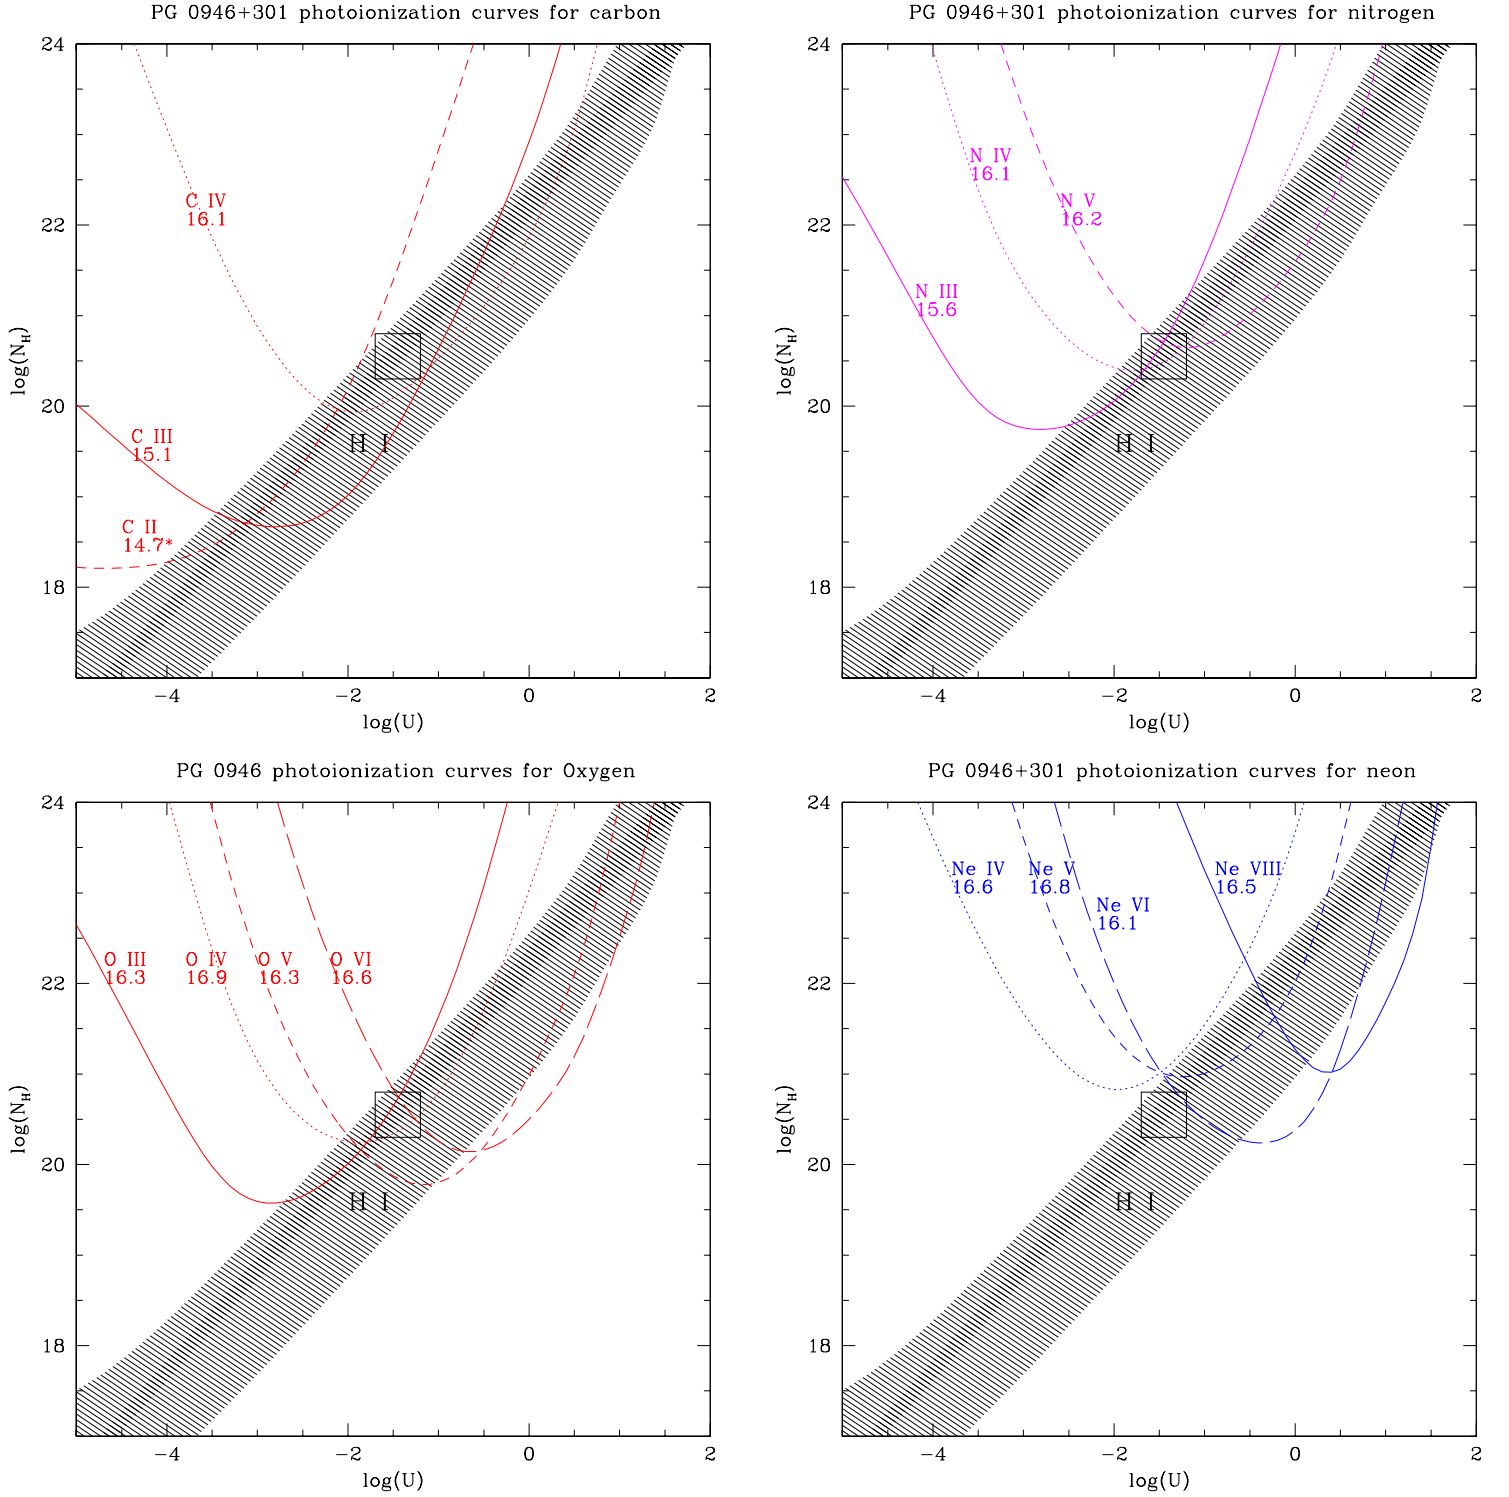 PG 0946+301 photoionization curves for carbon
24
22
20
18
log(N_H)
C IV
16.1
C III
15.1
C II
14.7*
H I
−4 −2 0 2
log(U)
PG 0946+301 photoionization curves for nitrogen
24
22
20
18
log(N_H)
N IV
16.1
N V
16.2
N III
15.6
H I
−4 −2 0 2
log(U)
PG 0946 photoionization curves for Oxygen
24
22
20
18
log(N_H)
O III O IV O V O VI
16.3 16.9 16.3 16.6
H I
−4 −2 0 2
log(U)
PG 0946+301 photoionization curves for neon
24
22
20
18
log(N_H)
Ne IV Ne V Ne VIII
16.6 16.8 16.5
Ne VI
16.1
H I
−4 −2 0 2
log(U)